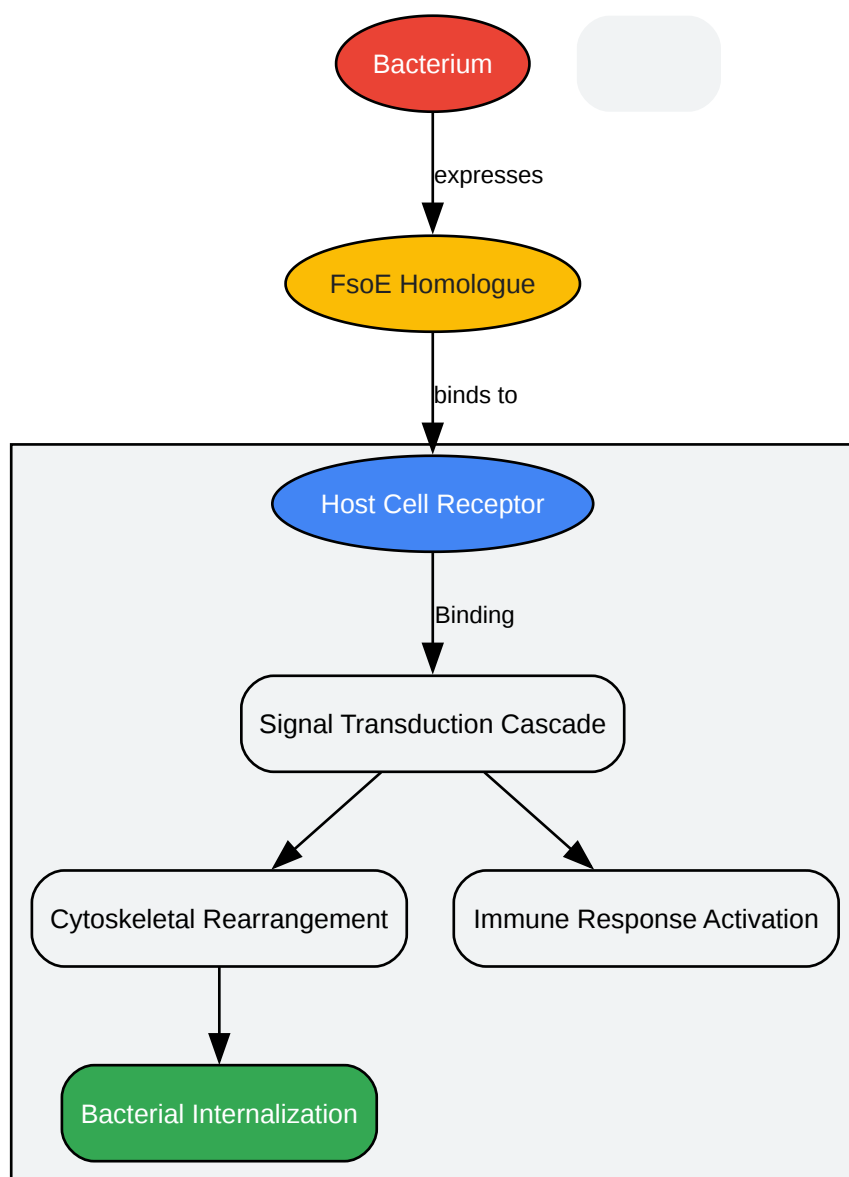 Bacterium
expresses
FsoE Homologue
binds to
Host Cell Receptor
Binding
Signal Transduction Cascade
Cytoskeletal Rearrangement
Immune Response Activation
Bacterial Internalization